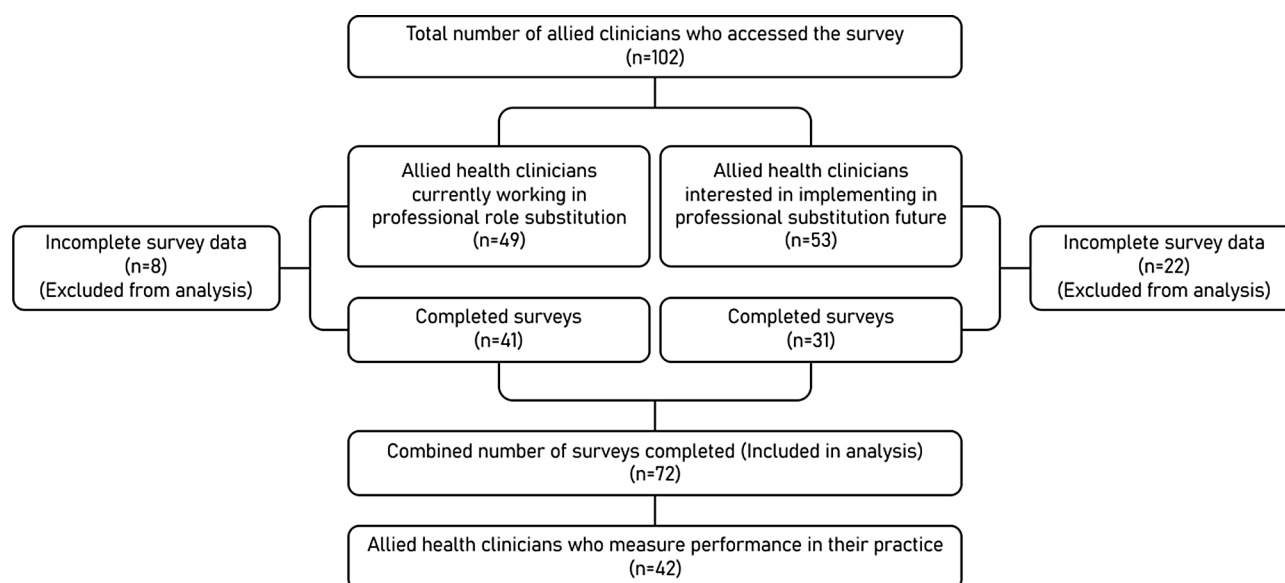 Total number of allied clinicians who accessed the survey
(n=102)
Allied health clinicians
currently working in
professional role substitution
(n=49)
Allied health clinicians
interested in implementing in
professional substitution future
(n=53)
Incomplete survey data
(n=8)
(Excluded from analysis)
Incomplete survey data
(n=22)
(Excluded from analysis)
Completed surveys
(n=41)
Completed surveys
(n=31)
Combined number of surveys completed (Included in analysis)
(n=72)
Allied health clinicians who measure performance in their practice
(n=42)